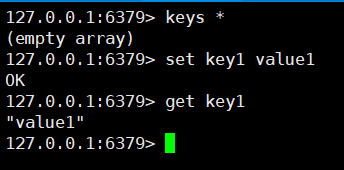 127.0.0.1:6379> keys *
(empty array)
127.0.0.1:6379> set key1 value1
OK
127.0.0.1:6379> get key1
"value1"
127.0.0.1:6379>